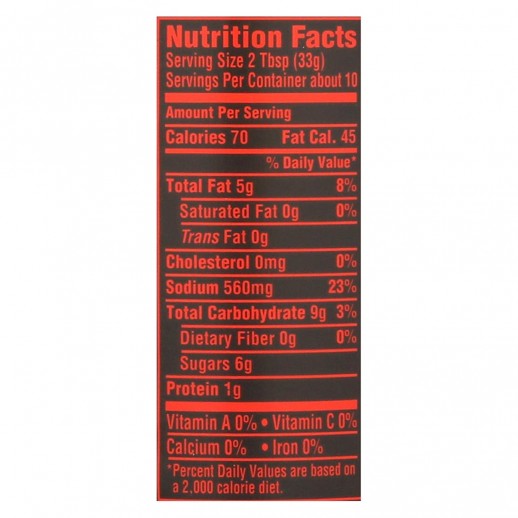 Nutrition Facts
Serving Size 2 Tbsp (33g)
Servings Per Container about 10
Amount Per Serving
Calories 70 Fat Cal. 45
% Daily Value*
Total Fat 5g 8%
Saturated Fat 0g 0%
Trans Fat 0g
Cholesterol 0mg 0%
Sodium 560mg 23%
Total Carbohydrate 9g 3%
Dietary Fiber 0g 0%
Sugars 6g
Protein 1g
Vitamin A 0% • Vitamin C 0%
Calcium 0% • Iron 0%
*Percent Daily Values are based on
a 2,000 calorie diet.